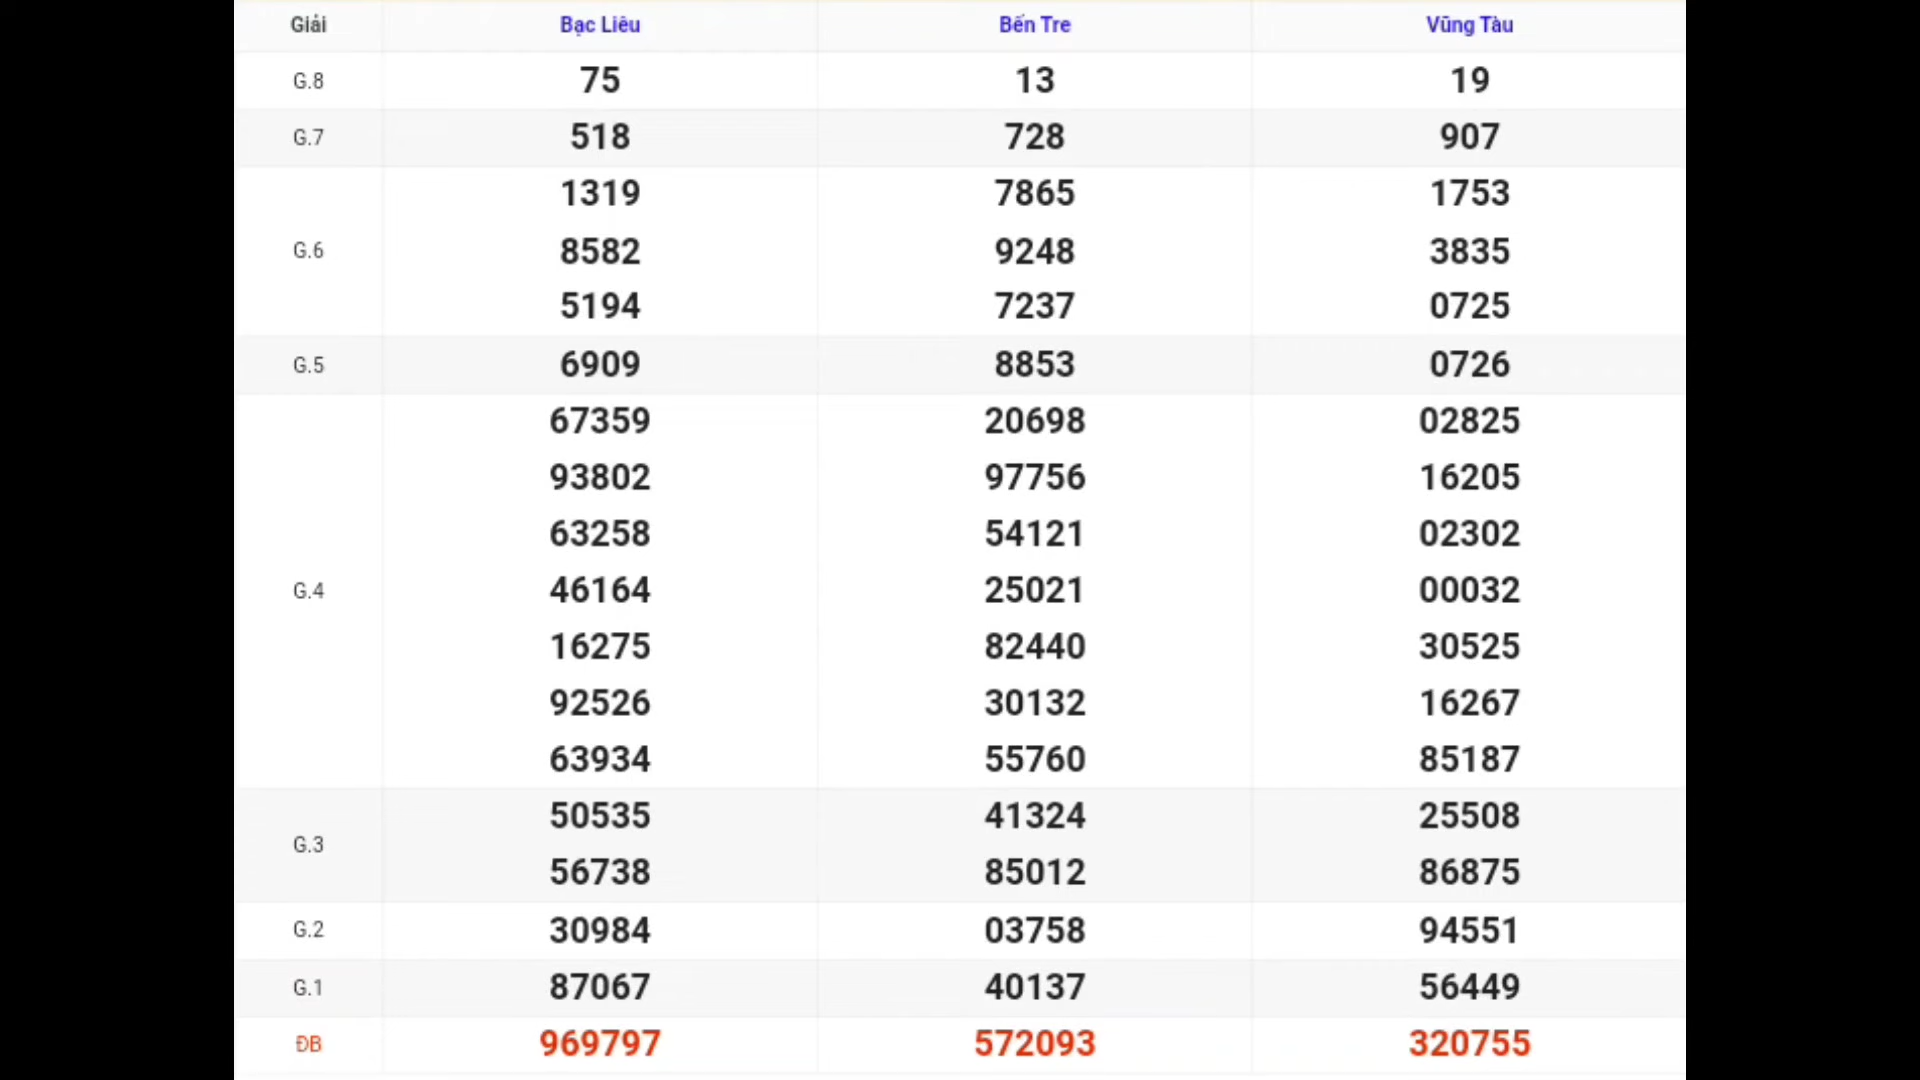 Giải Bạc Liêu Bến Tre Vũng Tàu
G.8 75 13 19
G.7 518 728 907
1319 7865 1753
G.6 8582 9248 3835
5194 7237 0725
G.5 6909 8853 0726
67359 20698 02825
93802 97756 16205
63258 54121 02302
G.4 46164 25021 00032
16275 82440 30525
92526 30132 16267
63934 55760 85187
G.3 50535 41324 25508
56738 85012 86875
G.2 30984 03758 94551
G.1 87067 40137 56449
ĐB 969797 572093 320755